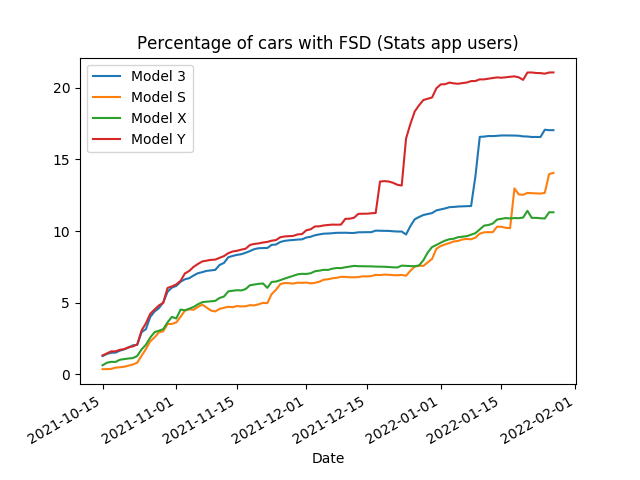 Percentage of cars with FSD (Stats app users)
Model 3
Model S
Model X
Model Y
20
15
10
5
0
2021-10-15
2021-11-01
2021-11-15
2021-12-01
2021-12-15
2022-01-01
2022-01-15
2022-02-01
Date